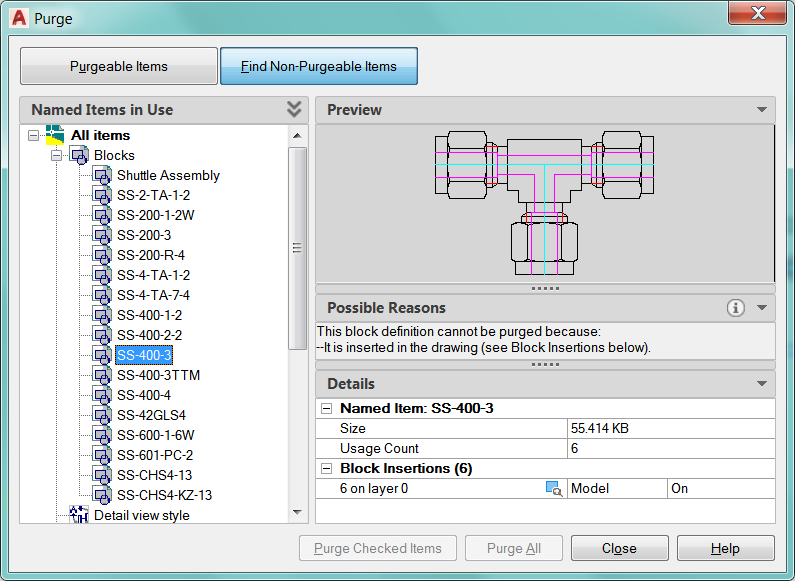 A Purge
Purgeable Items
Find Non-Purgeable Items
Named Items in Use
All items
Blocks
Shuttle Assembly
SS-2-TA-1-2
SS-200-1-2W
SS-200-3
SS-200-R-4
SS-4-TA-1-2
SS-4-TA-7-4
SS-400-1-2
SS-400-2-2
SS-400-3
SS-400-3TTM
SS-400-4
SS-42GLS4
SS-600-1-6W
SS-601-PC-2
SS-CHS4-13
SS-CHS4-KZ-13
Detail view style
Preview
Possible Reasons
This block definition cannot be purged because:
--It is inserted in the drawing (see Block Insertions below).
Details
Named Item: SS-400-3
Size 55.414 KB
Usage Count 6
Block Insertions (6)
6 on layer 0 Model On
Purge Checked Items
Purge All
Close
Help